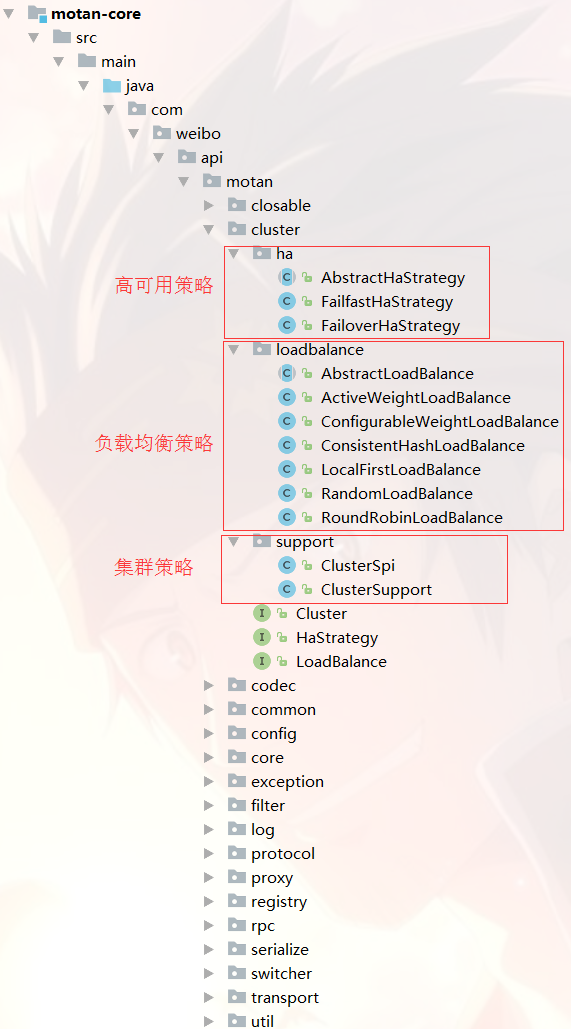 motan-core
src
main
java
com
weibo
api
motan
closable
cluster
ha
高可用策略
AbstractHaStrategy
FailfastHaStrategy
FailoverHaStrategy
loadbalance
AbstractLoadBalance
ActiveWeightLoadBalance
ConfigurableWeightLoadBalance
负载均衡策略
ConsistentHashLoadBalance
LocalFirstLoadBalance
RandomLoadBalance
RoundRobinLoadBalance
support
集群策略
ClusterSpi
ClusterSupport
Cluster
HaStrategy
LoadBalance
codec
common
config
core
exception
filter
log
protocol
proxy
registry
rpc
serialize
switcher
transport
util